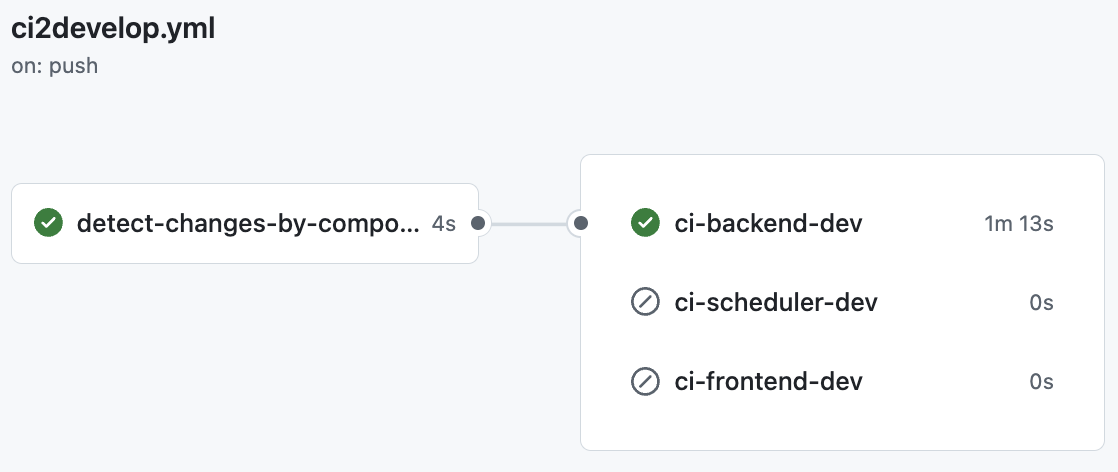 ci2develop.yml
on: push
detect-changes-by-compo... 4s
ci-backend-dev 1m 13s
ci-scheduler-dev 0s
ci-frontend-dev 0s